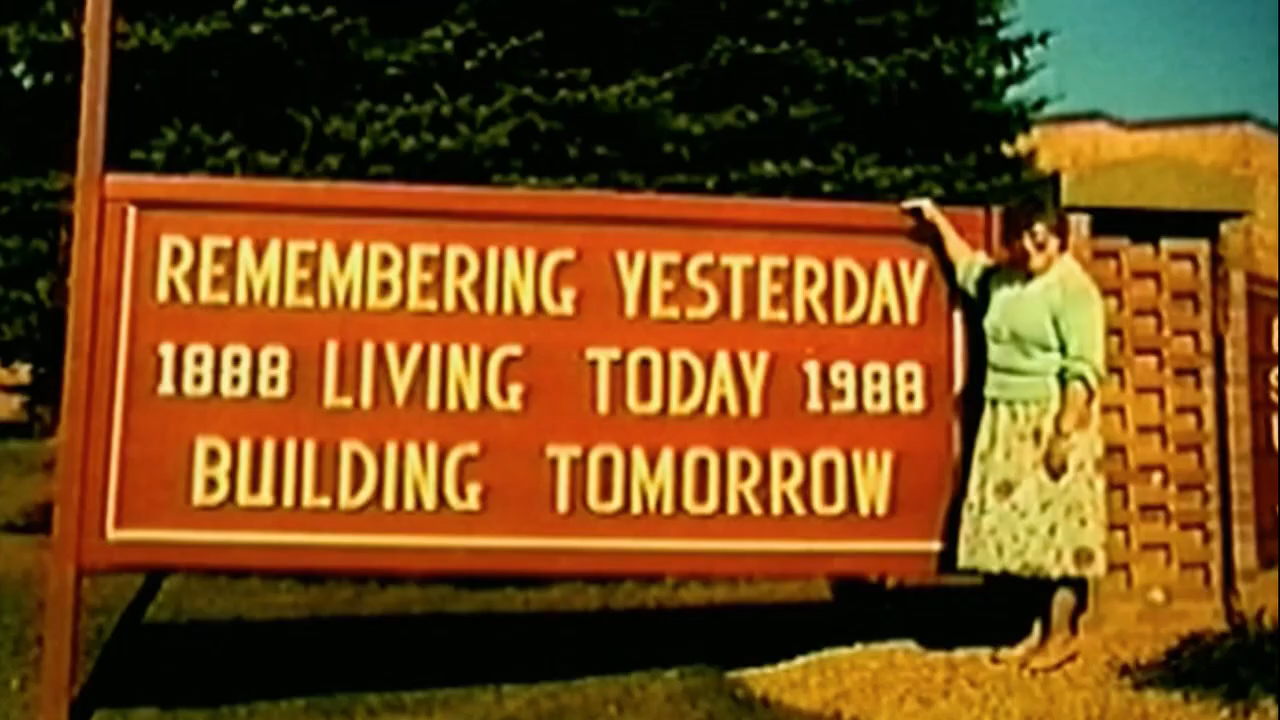 REMEMBERING YESTERDAY
1888 LIVING TODAY 1988
BUILDING TOMORROW